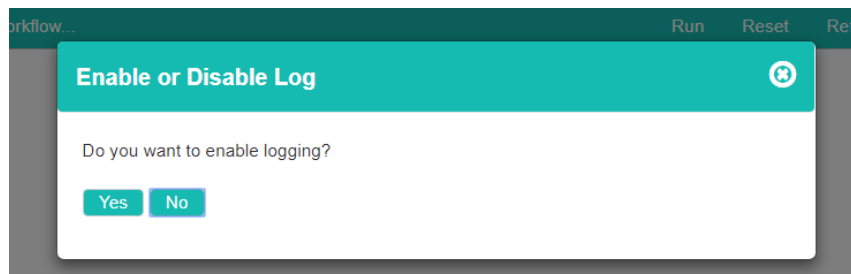 orkflow... Run Reset Re
Enable or Disable Log
Do you want to enable logging?
Yes No